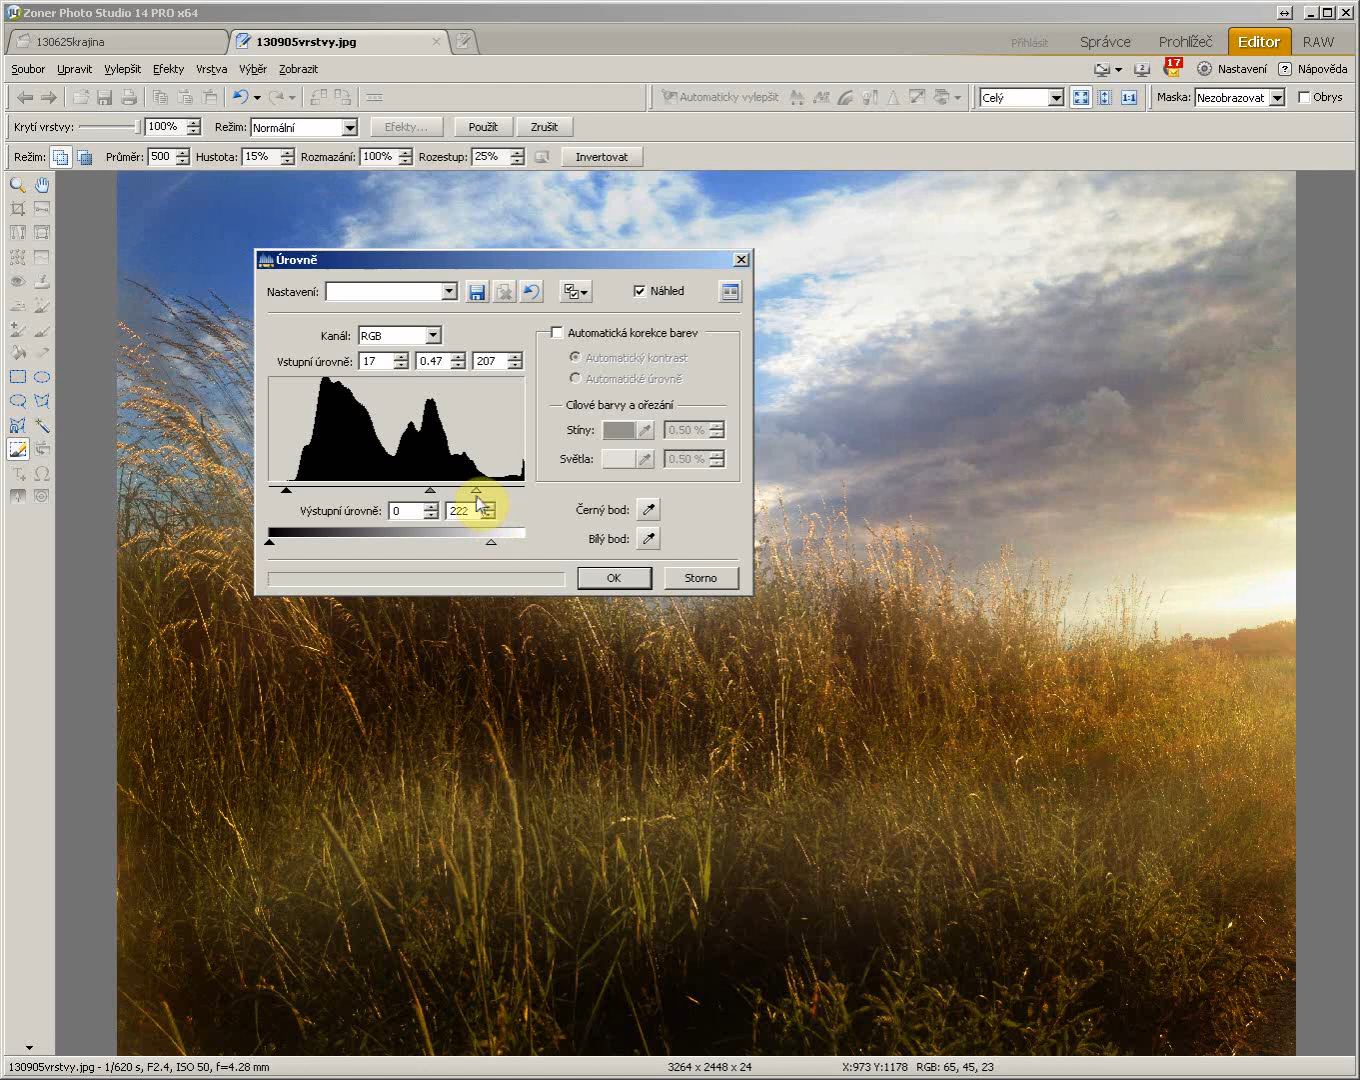 Zoner Photo Studio 14 PRO x64
130625krajina
130905vrstvy.jpg
Přihlásit
Správce
Prohlížeč
Editor
RAW
Soubor Upravit Vylepšit Efekty Vrstva Výběr Zobrazit
2
17
Nastavení
? Nápověda
Automaticky vylepšit
Celý
1:1
Maska: Nezobrazovat
Obrys
Krytí vrstvy: 100% Režim: Normální Efekty... Použít Zrušit
Režim: Průměr: 500 Hustota: 15% Rozmazání: 100% Rozestup: 25% Invertovat
Úrovně
Nastavení:
Náhled
Kanál: RGB
Vstupní úrovně: 17 0.47 207
Výstupní úrovně: 0 222
Automatická korekce barev
Automatický kontrast
Automatické úrovně
Cílové barvy a ořezání
Stíny: 0.50 %
Světla: 0.50 %
Černý bod:
Bílý bod:
OK Storno
130905vrstvy.jpg - 1/620 s, F2.4, ISO 50, f=4.28 mm
3264 x 2448 x 24
X:973 Y:1178 RGB: 65, 45, 23